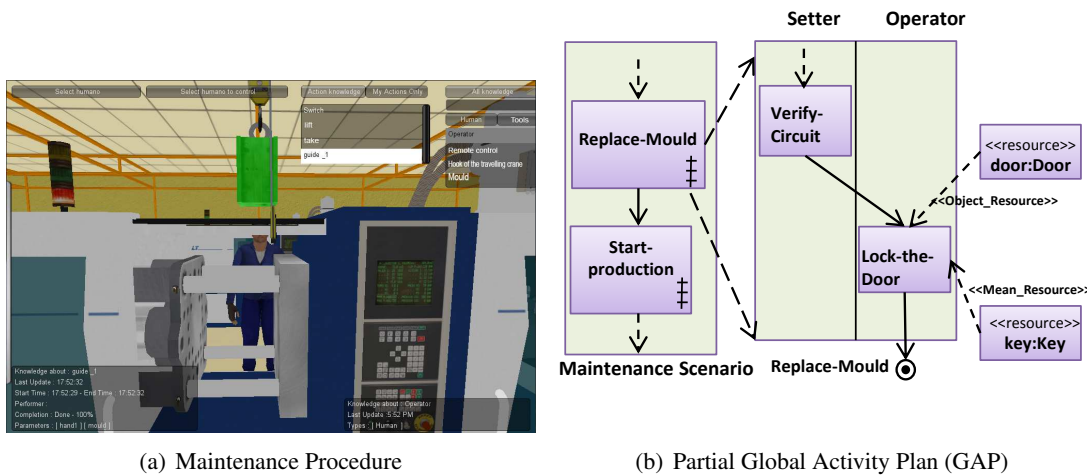 Select humano
Select humano to control
Action knowledge
My Actions Only
All knowledge
Switch
lift
take
guide _1
Human
Tools
Operator
Remote control
Hook of the travelling crane
Mould
Knowledge about : guide _1
Last Update : 17:52:32
Start Time : 17:52:29 - End Time : 17:52:32
Performer :
Completion : Done - 100%
Parameters : [ hand1 ] [ mould ]
Knowledge about : Operator
Last Update :5:52 PM
Types : [ Human ]
(a) Maintenance Procedure
Setter
Operator
Replace-Mould
Start-
production
Maintenance Scenario
Verify-
Circuit
Lock-the-
Door
<<resource>>
door:Door
<<Object_Resource>>
<<Mean_Resource>>
<<resource>>
key:Key
Replace-Mould
(b) Partial Global Activity Plan (GAP)